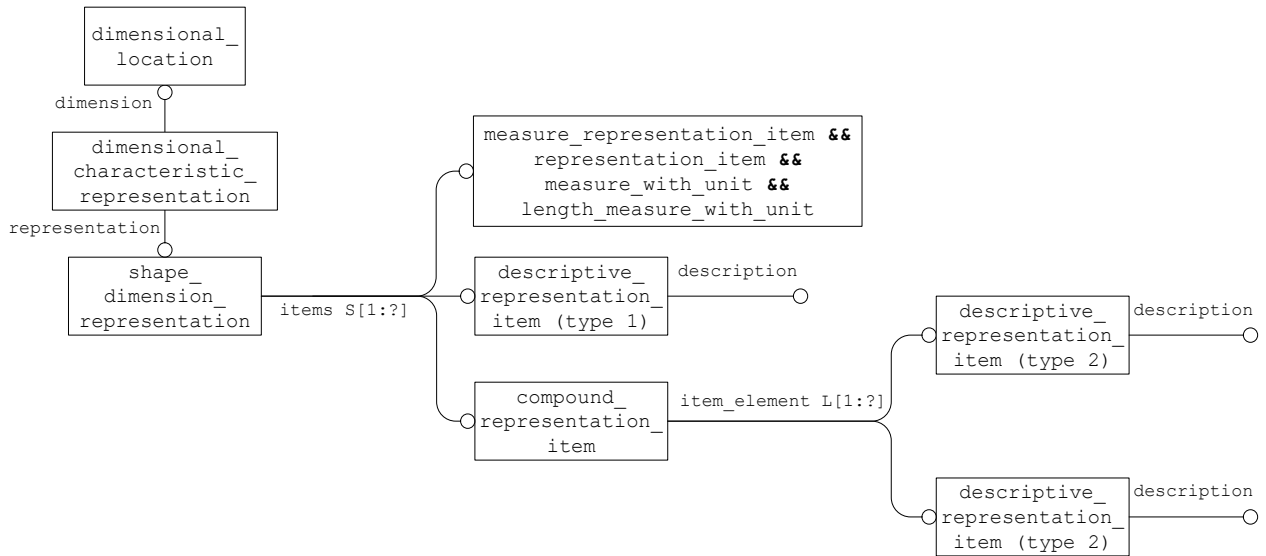 dimensional_
location
dimension
dimensional_
characteristic_
representation
representation
shape_
dimension_
representation
items S[1:?]
measure_representation_item &&
representation_item &&
measure_with_unit &&
length_measure_with_unit
descriptive_
representation_
item (type 1)
description
compound_
representation_
item
item_element L[1:?]
descriptive_
representation_
item (type 2)
description
descriptive_
representation_
item (type 2)
description